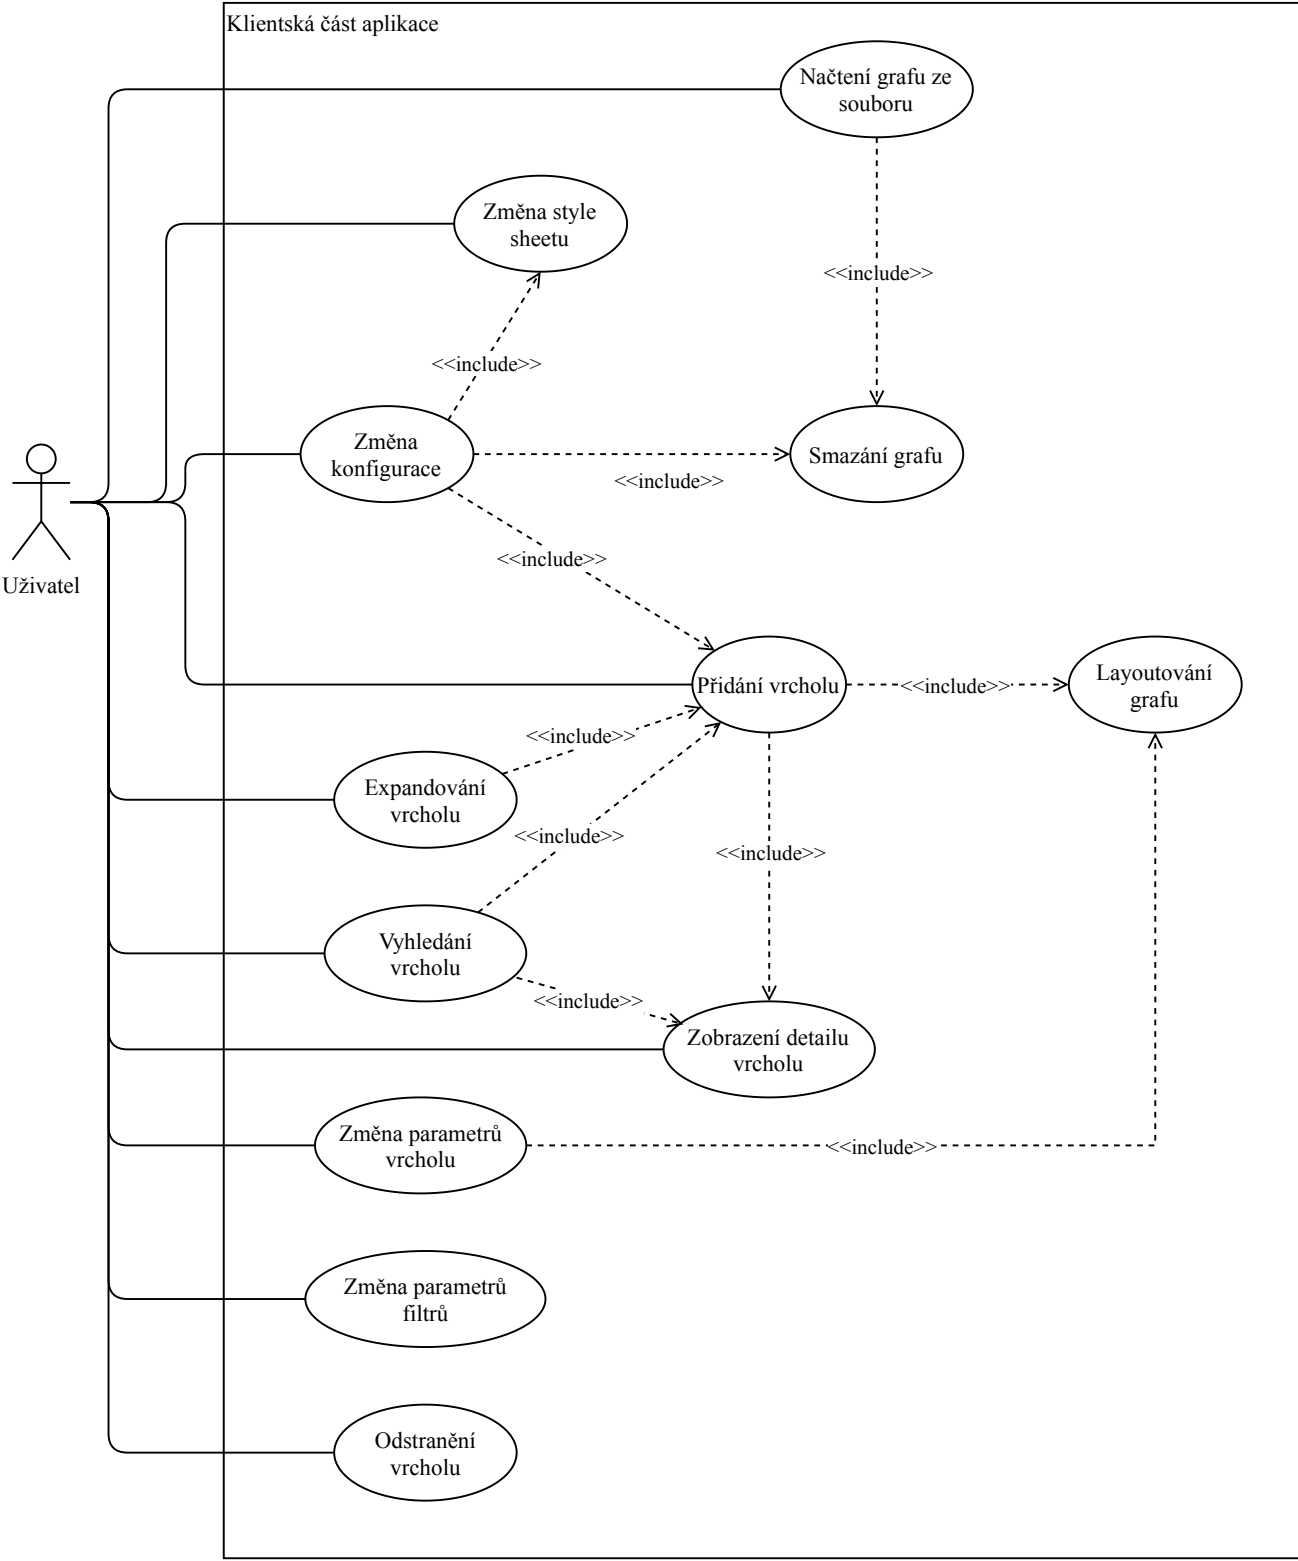 Klientská část aplikace
Načtení grafu ze
souboru
Změna style
sheetu
<<include>>
<<include>>
Změna
konfigurace
Smazání grafu
<<include>>
<<include>>
Uživatel
Přidání vrcholu
<<include>>
Layoutování
grafu
<<include>>
Expandování
vrcholu
<<include>>
<<include>>
Vyhledání
vrcholu
<<include>>
Zobrazení detailu
vrcholu
Změna parametrů
vrcholu
<<include>>
Změna parametrů
filtrů
Odstranění
vrcholu